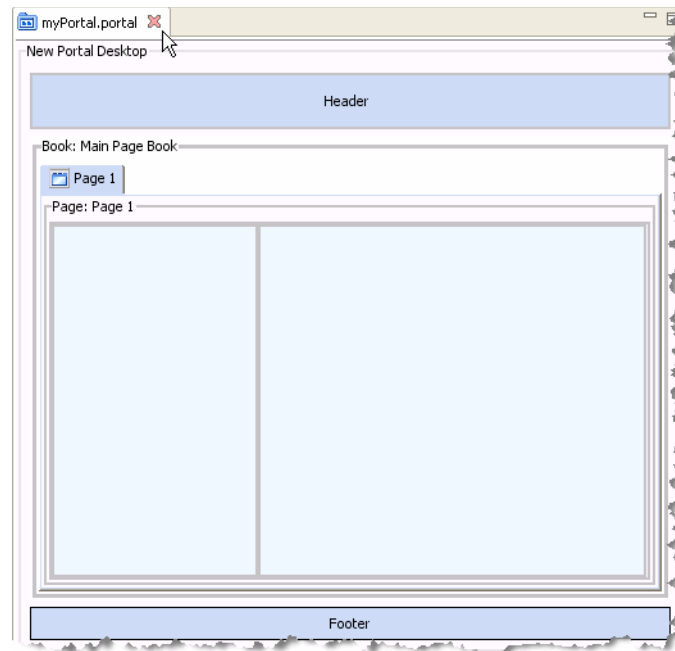 myPortal.portal
New Portal Desktop
Header
Book: Main Page Book
Page 1
Page: Page 1
Footer